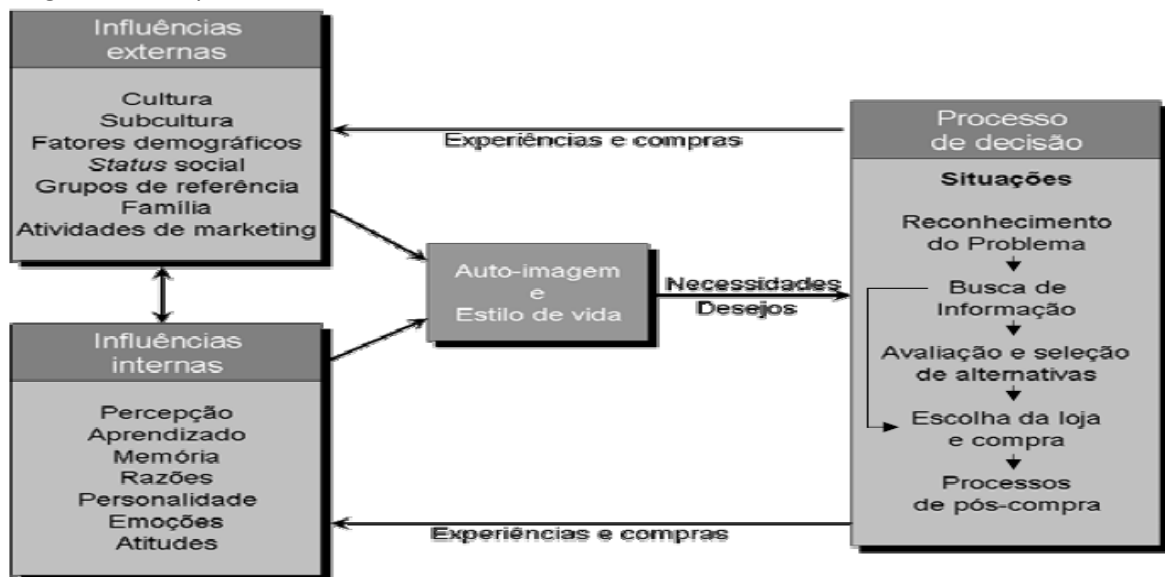 Influências
externas
Cultura
Subcultura
Fatores demográficos
Status social
Grupos de referência
Família
Atividades de marketing
Influências
internas
Percepção
Aprendizado
Memória
Razões
Personalidade
Emoções
Atitudes
Experiências e compras
Auto-imagem
e
Estilo de vida
Necessidades
Desejos
Experiências e compras
Processo
de decisão
Situações
Reconhecimento
do Problema
Busca de
Informação
Avaliação e seleção
de alternativas
Escolha da loja
e compra
Processos
de pós-compra